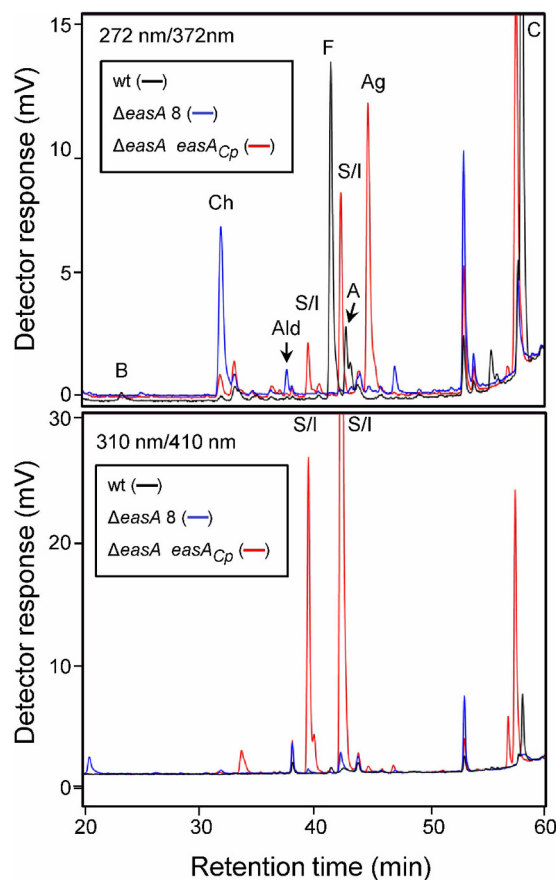 272 nm/372nm
wt (—)
ΔeasA 8 (—)
ΔeasA easA_Cp (—)
B
Ch
Ald
S/I
F
S/I
A
Ag
C
15
10
5
0
Detector response (mV)
310 nm/410 nm
wt (—)
ΔeasA 8 (—)
ΔeasA easA_Cp (—)
S/I
S/I
30
20
10
0
Detector response (mV)
20
30
40
50
60
Retention time (min)